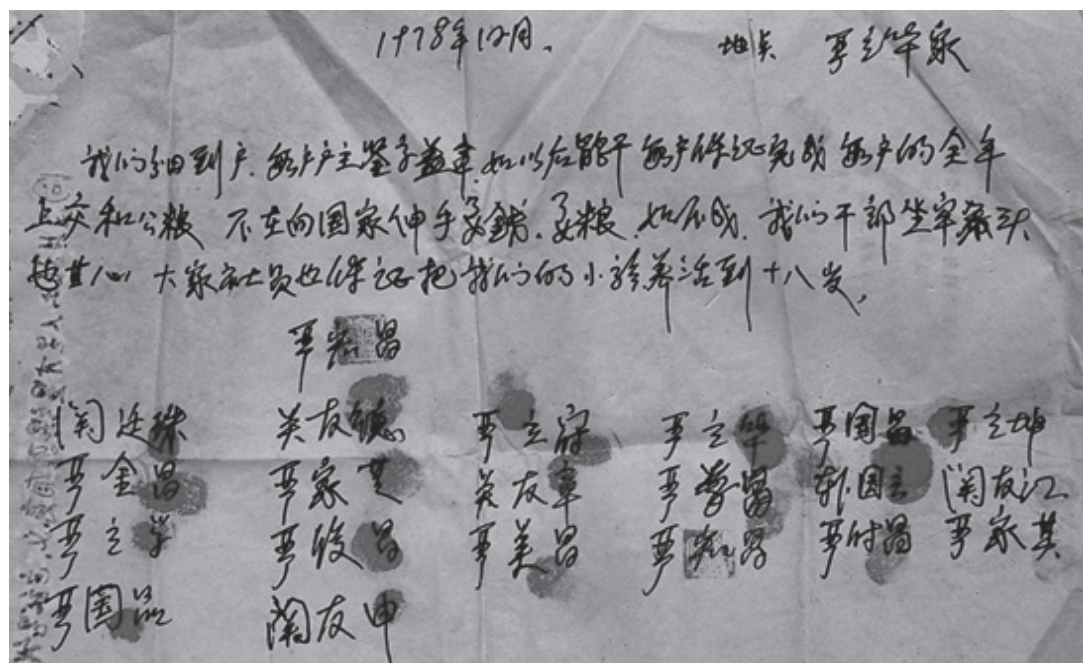 1978年12月. 地点 严立华家
我们分田到户.每户户主鉴字盖章.如以后能干每户保证完成每户的全年
上交和公粮 不在向国家伸手要钱.要粮.如不成.我们干部坐牢杀头
也甘心 大家社员也保证把我们的小孩养活到十八岁,
严宏昌
関廷珠 关友德 严立富 严立华 严国昌 严立坤
严金昌 严家芝 关友章 严学昌 韩国云 関友江
严立学 严俊昌 严美昌 严宏昌 严付昌 严家其
严国品 関友申